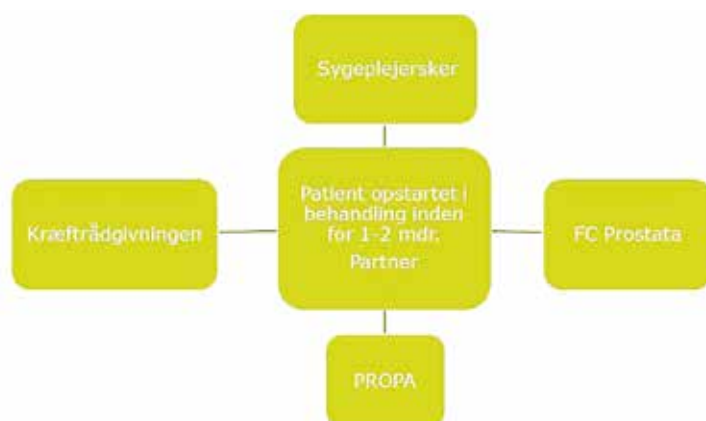 Sygeplejersker
Kræftrådgivningen
Patient opstartet i
behandling inden
for 1-2 mdr.
Partner
FC Prostata
PROPA